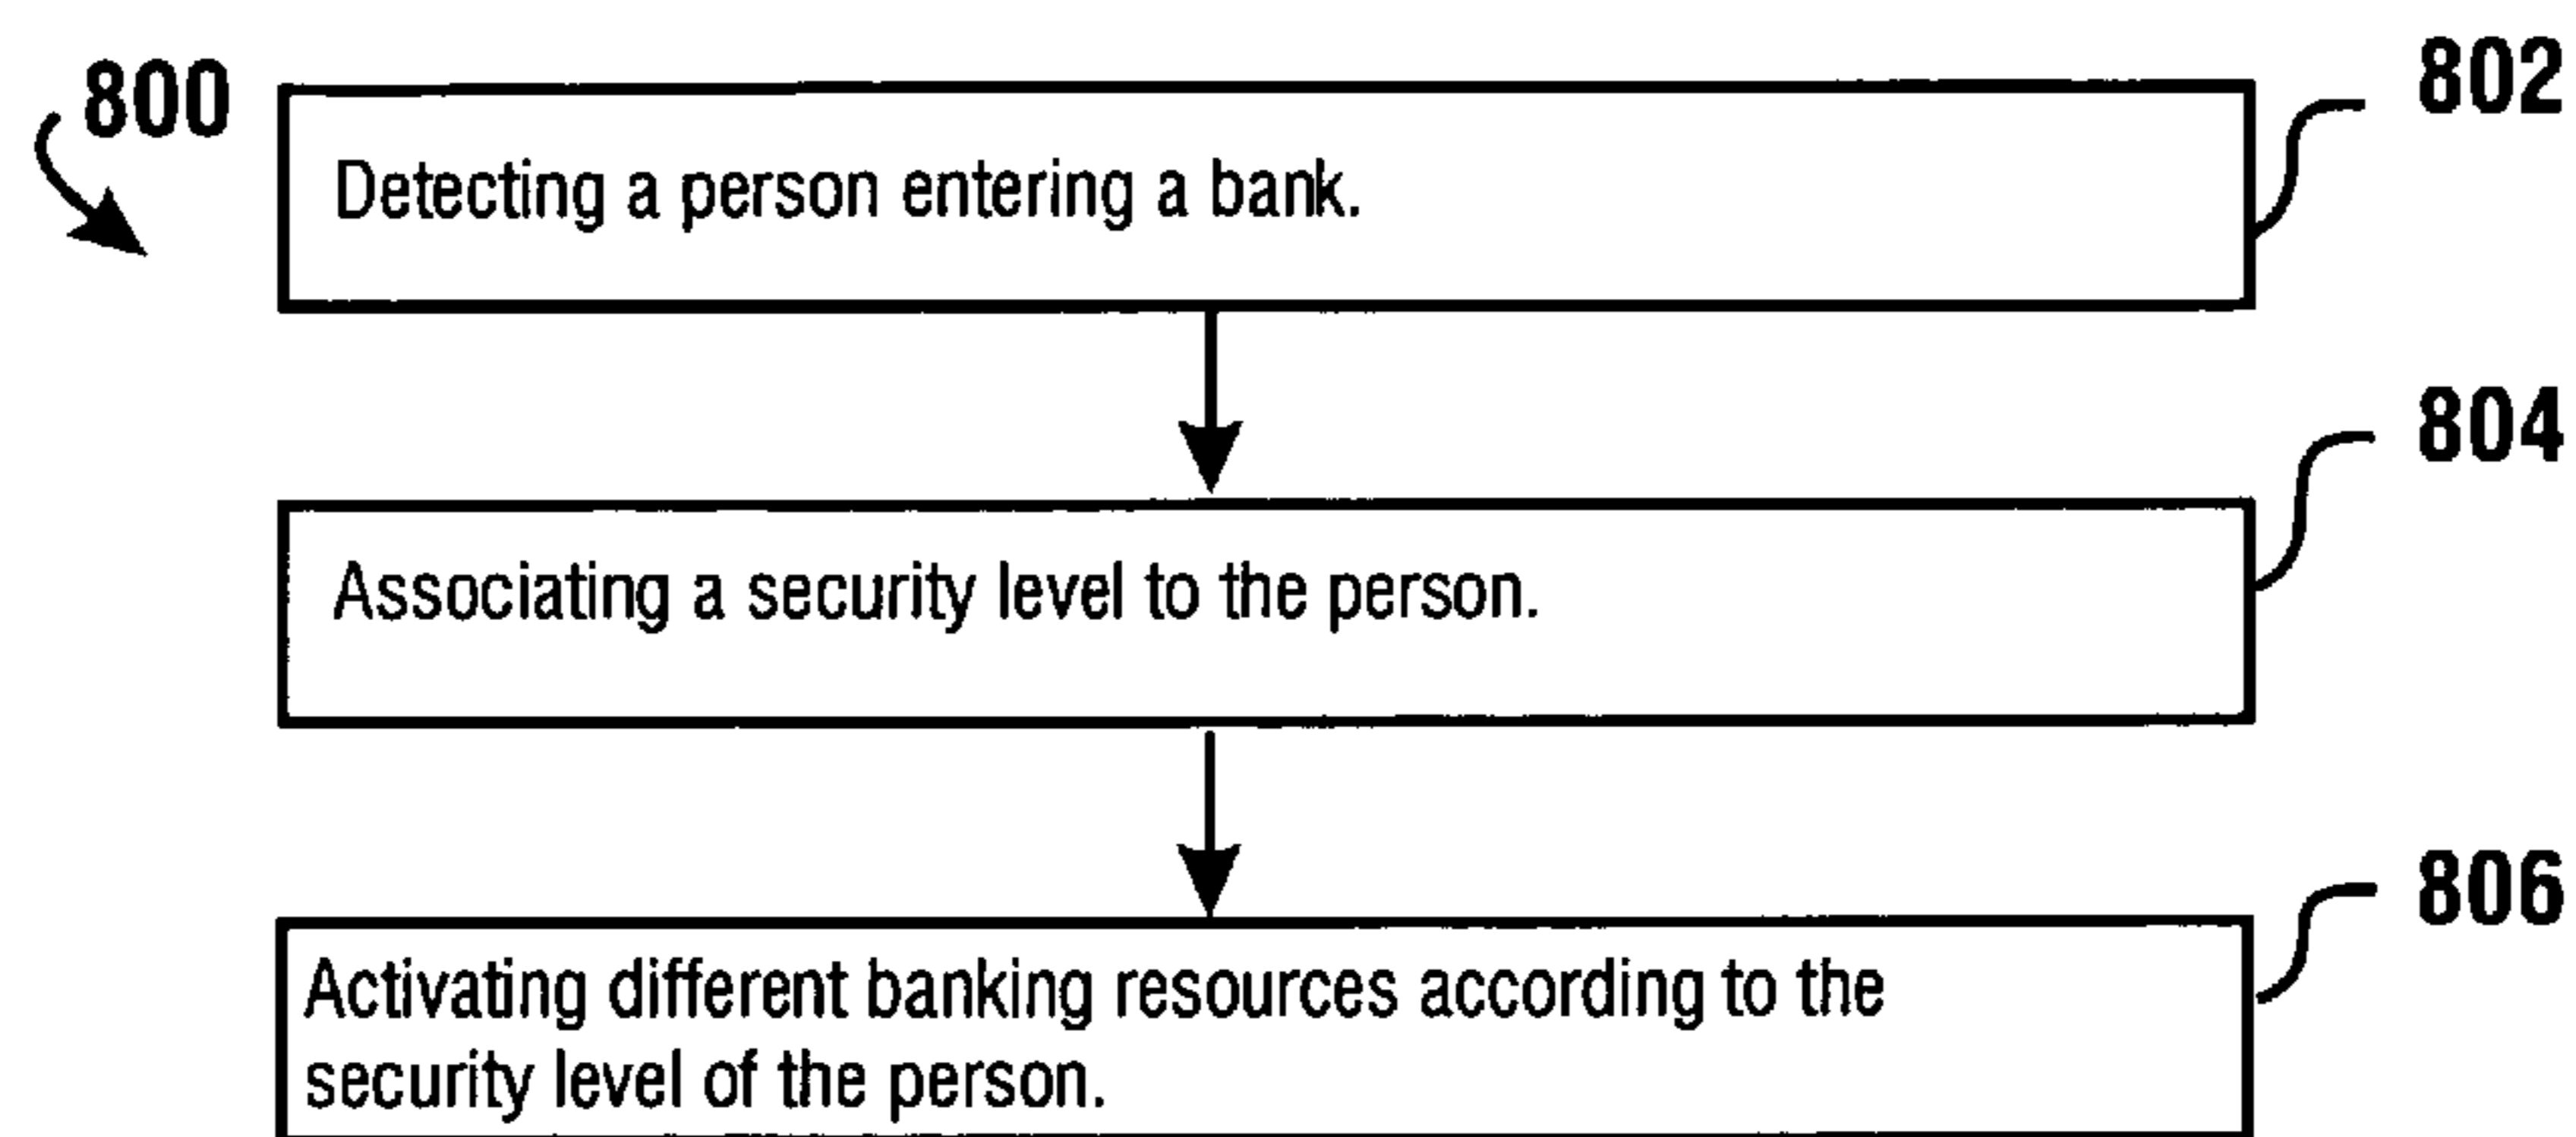 800
802
Detecting a person entering a bank.
804
Associating a security level to the person.
806
Activating different banking resources according to the
security level of the person.